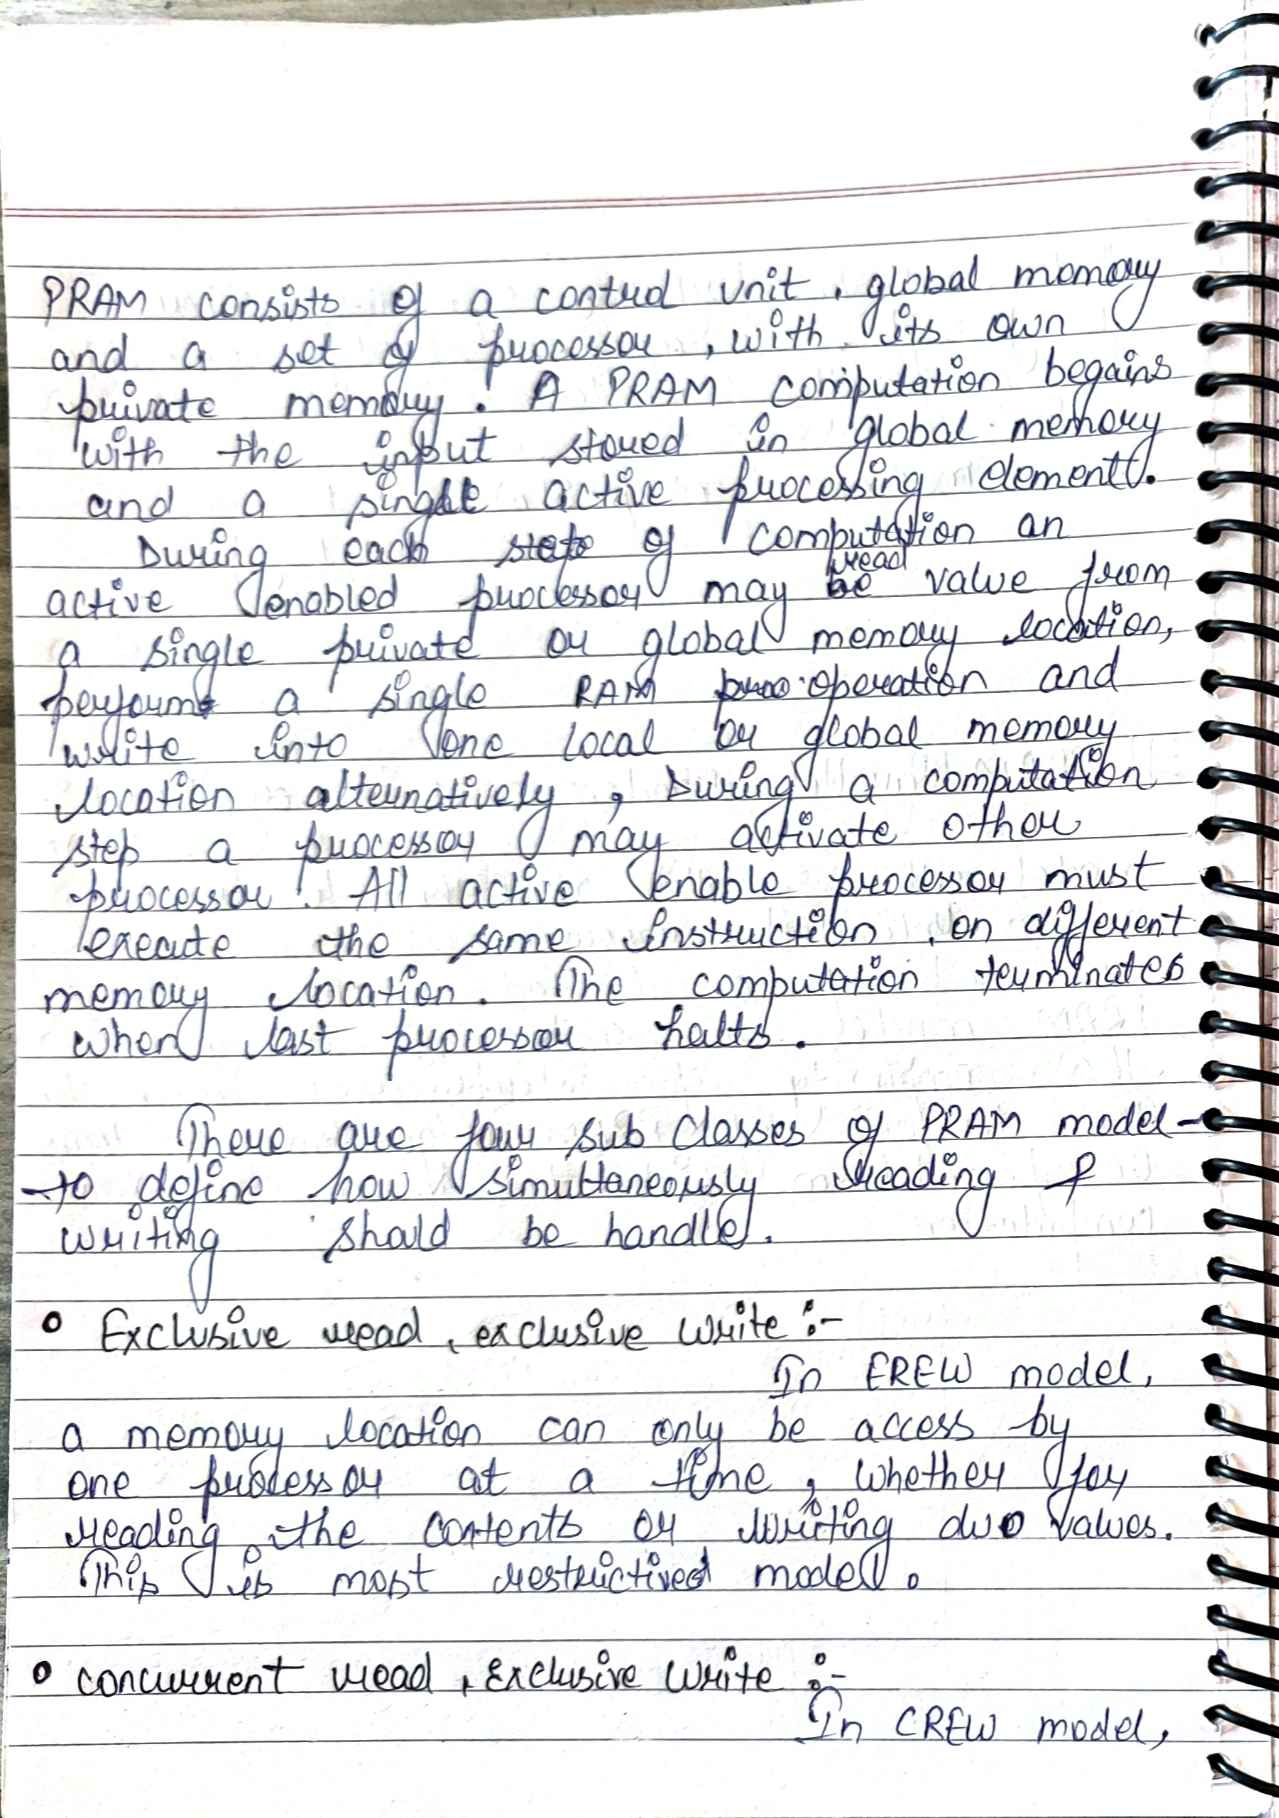 PRAM consists of a control unit, global memory
and a set of processor, with its own
private memory. A PRAM computation begains
with the input stored in global memory
and a single active processing element.
During each step of computation an
active enabled processor may read value from
a single private or global memory location,
perform a single RAM operation and
write into one local or global memory
location alternatively, During a computation
step a processor may activate other
processor. All active enable processor must
execute the same instruction, on different
memory location. The computation terminates
when last processor halts.
There are four sub classes of PRAM model-
to define how simultaneously reading &
writing should be handle.
• Exclusive read, exclusive write :-
In EREW model,
a memory location can only be access by
one processor at a time, whether for
reading the contents or writing values.
This is most restrictived model.
• concurrent read, Exclusive write :-
In CREW model,